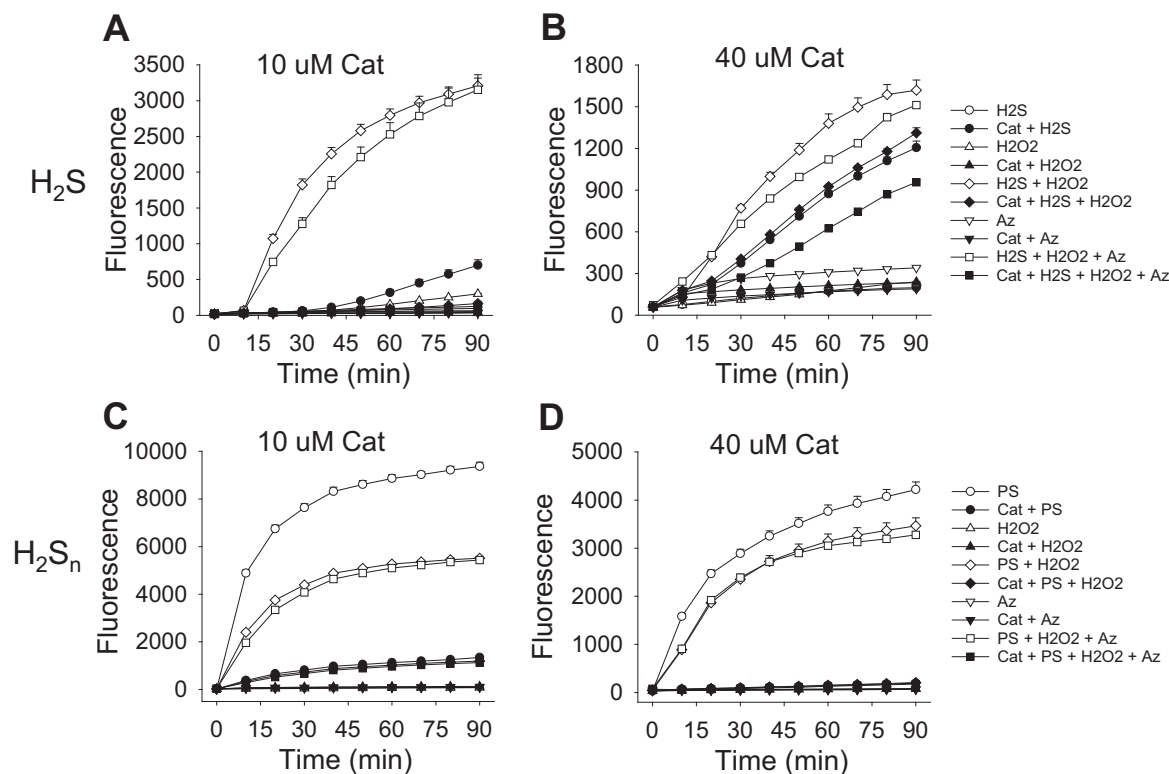 A
10 uM Cat
3500
3000
2500
2000
1500
1000
500
0
Fluorescence
0 15 30 45 60 75 90
Time (min)
H2S
B
40 uM Cat
1800
1500
1200
900
600
300
0
Fluorescence
0 15 30 45 60 75 90
Time (min)
H2S
Cat + H2S
H2O2
Cat + H2O2
H2S + H2O2
Cat + H2S + H2O2
Az
Cat + Az
H2S + H2O2 + Az
Cat + H2S + H2O2 + Az
C
10 uM Cat
10000
8000
6000
4000
2000
0
Fluorescence
0 15 30 45 60 75 90
Time (min)
H2Sn
D
40 uM Cat
5000
4000
3000
2000
1000
0
Fluorescence
0 15 30 45 60 75 90
Time (min)
PS
Cat + PS
H2O2
Cat + H2O2
PS + H2O2
Cat + PS + H2O2
Az
Cat + Az
PS + H2O2 + Az
Cat + PS + H2O2 + Az